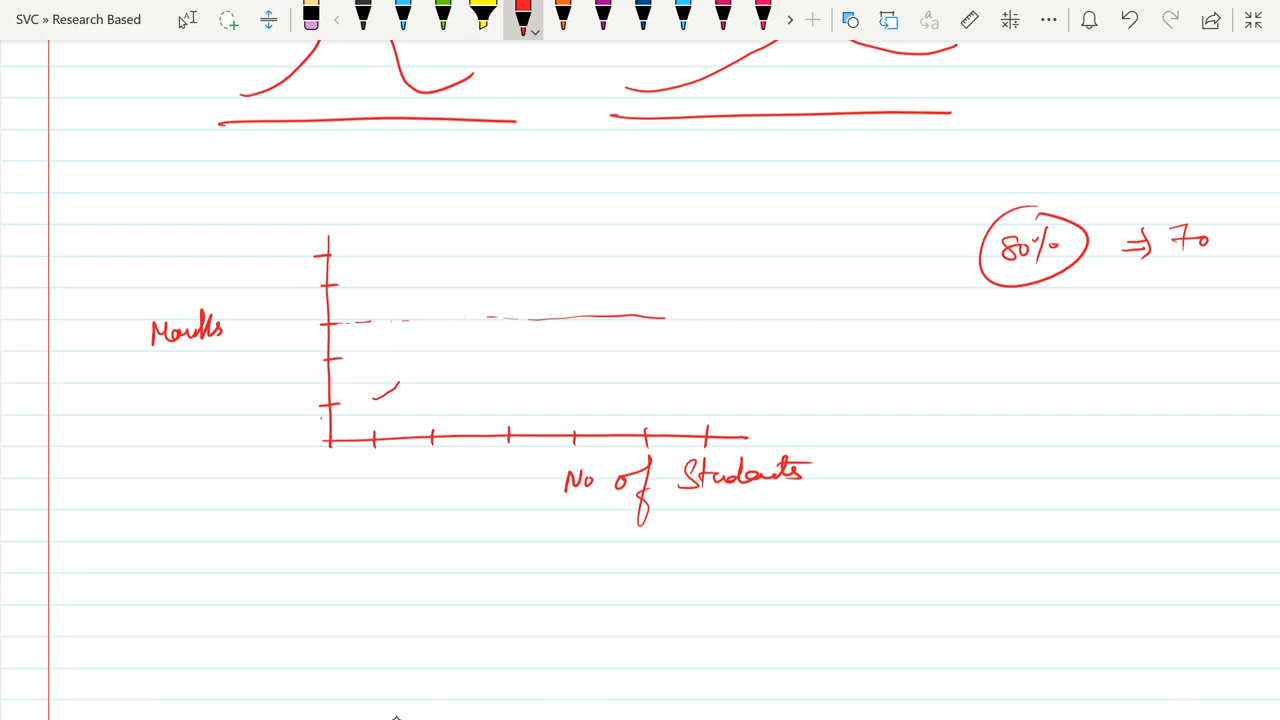 SVC » Research Based
80% ⇒ 70
Marks
No of Students